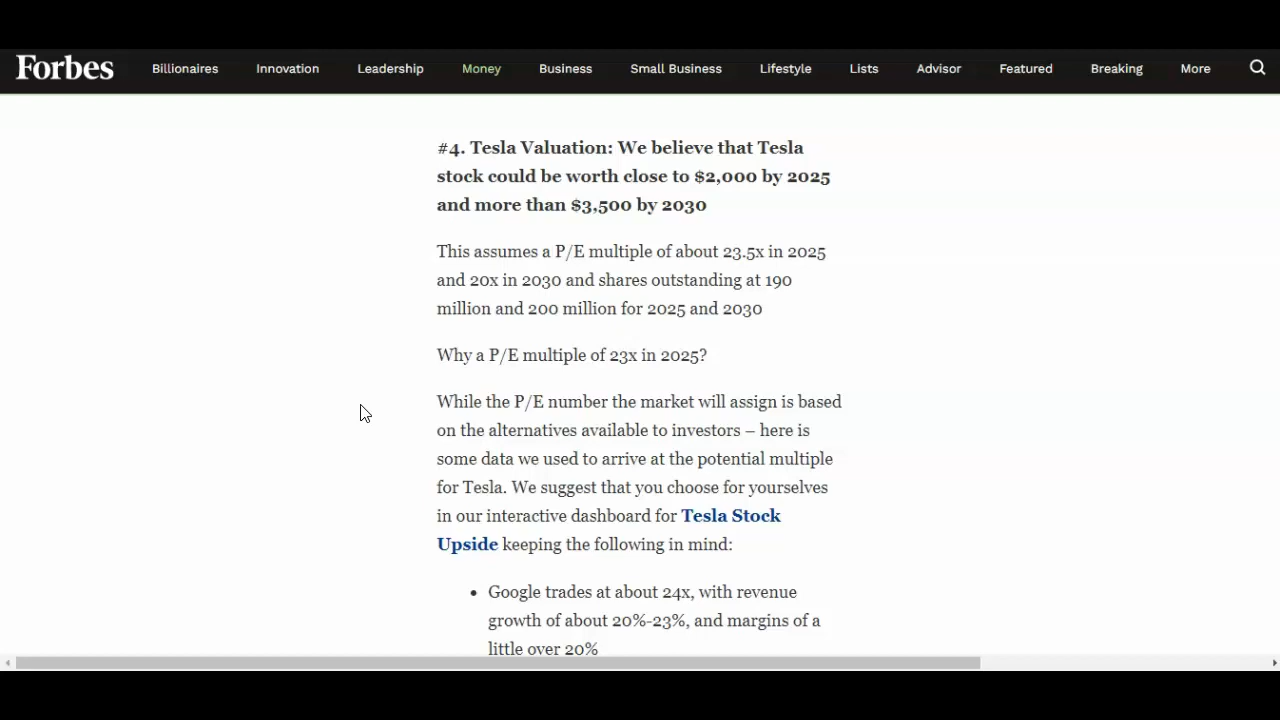 Forbes Billionaires Innovation Leadership Money Business Small Business Lifestyle Lists Advisor Featured Breaking More
#4. Tesla Valuation: We believe that Tesla
stock could be worth close to $2,000 by 2025
and more than $3,500 by 2030
This assumes a P/E multiple of about 23.5x in 2025
and 20x in 2030 and shares outstanding at 190
million and 200 million for 2025 and 2030
Why a P/E multiple of 23x in 2025?
While the P/E number the market will assign is based
on the alternatives available to investors – here is
some data we used to arrive at the potential multiple
for Tesla. We suggest that you choose for yourselves
in our interactive dashboard for Tesla Stock
Upside keeping the following in mind:
• Google trades at about 24x, with revenue
growth of about 20%-23%, and margins of a
little over 20%